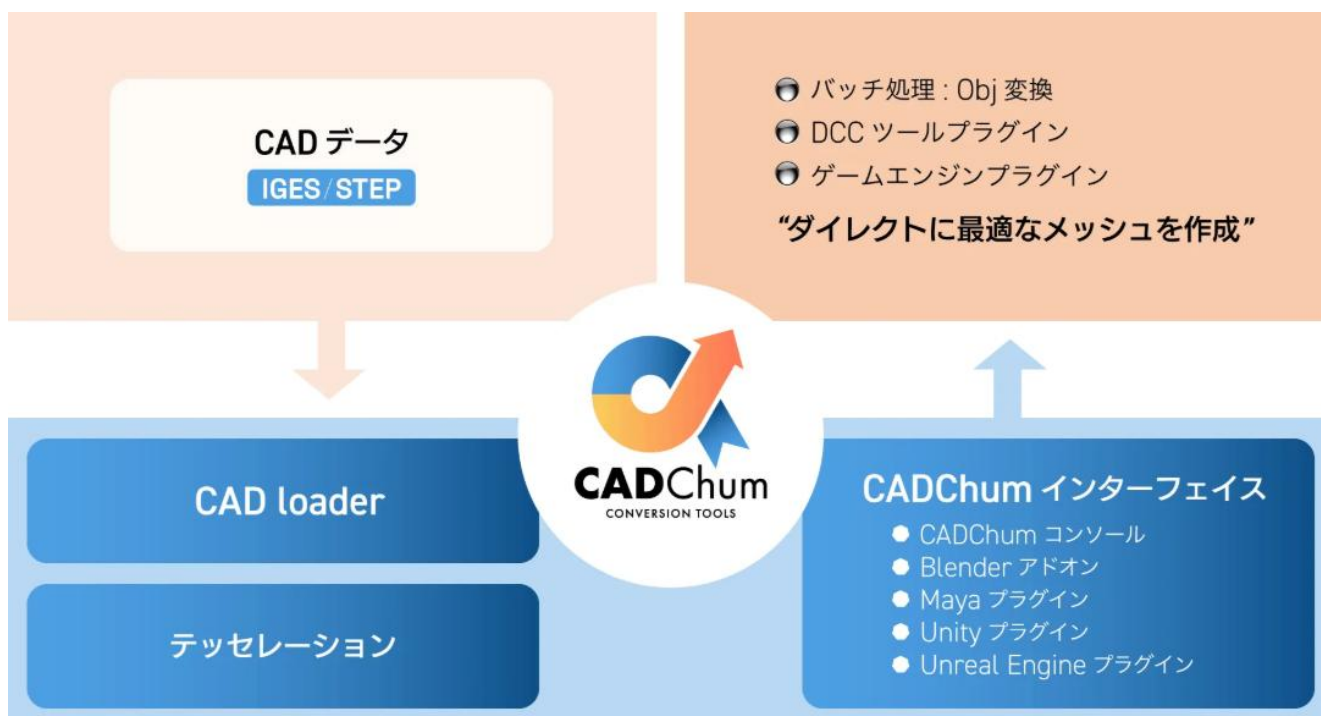 CAD データ
IGES/STEP
バッチ処理 : Obj 変換
DCC ツールプラグイン
ゲームエンジンプラグイン
“ダイレクトに最適なメッシュを作成”
CAD loader
テッセレーション
CADChum
CONVERSION TOOLS
CADChum インターフェイス
CADChum コンソール
Blender アドオン
Maya プラグイン
Unity プラグイン
Unreal Engine プラグイン